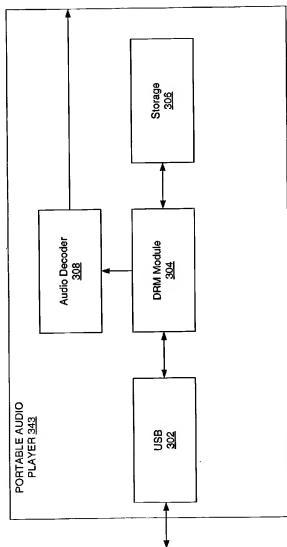 PORTABLE AUDIO
PLAYER 343
Audio Decoder
308
USB
302
DRM Module
304
Storage
306